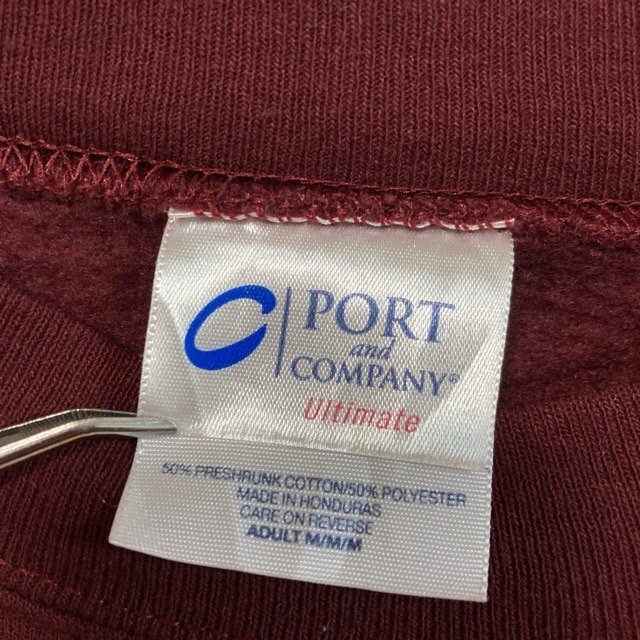 PORT
and
COMPANY®
Ultimate
50% PRESHRUNK COTTON/50% POLYESTER
MADE IN HONDURAS
CARE ON REVERSE
ADULT M/M/M